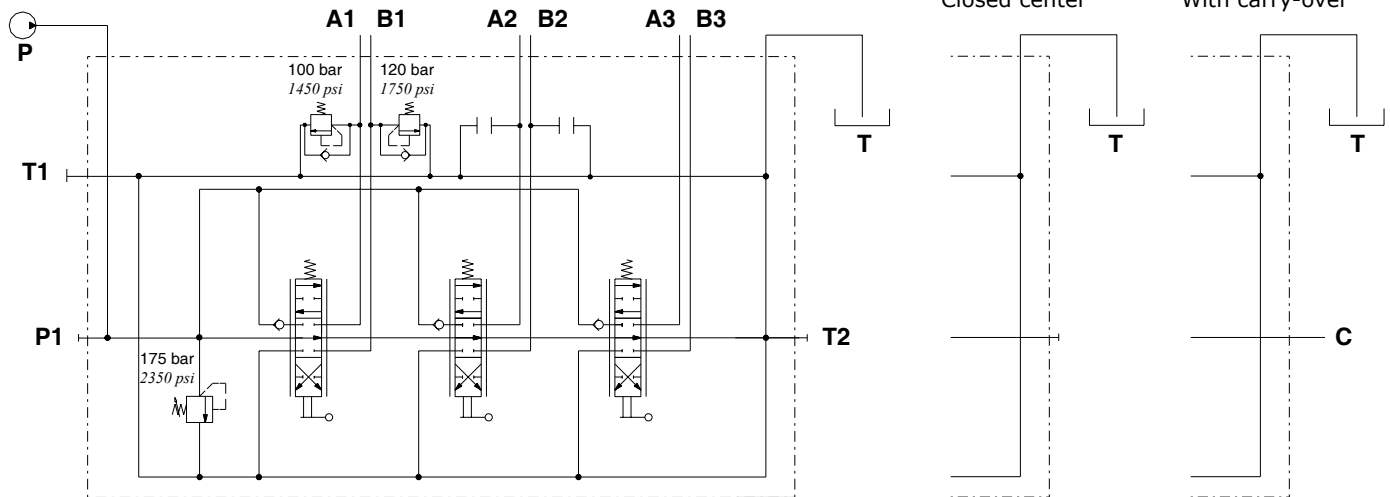 Closed center
With carry-over
A1 B1 A2 B2 A3 B3
P
100 bar
1450 psi
120 bar
1750 psi
T
T
T
T1
P1
T2
C
175 bar
2350 psi